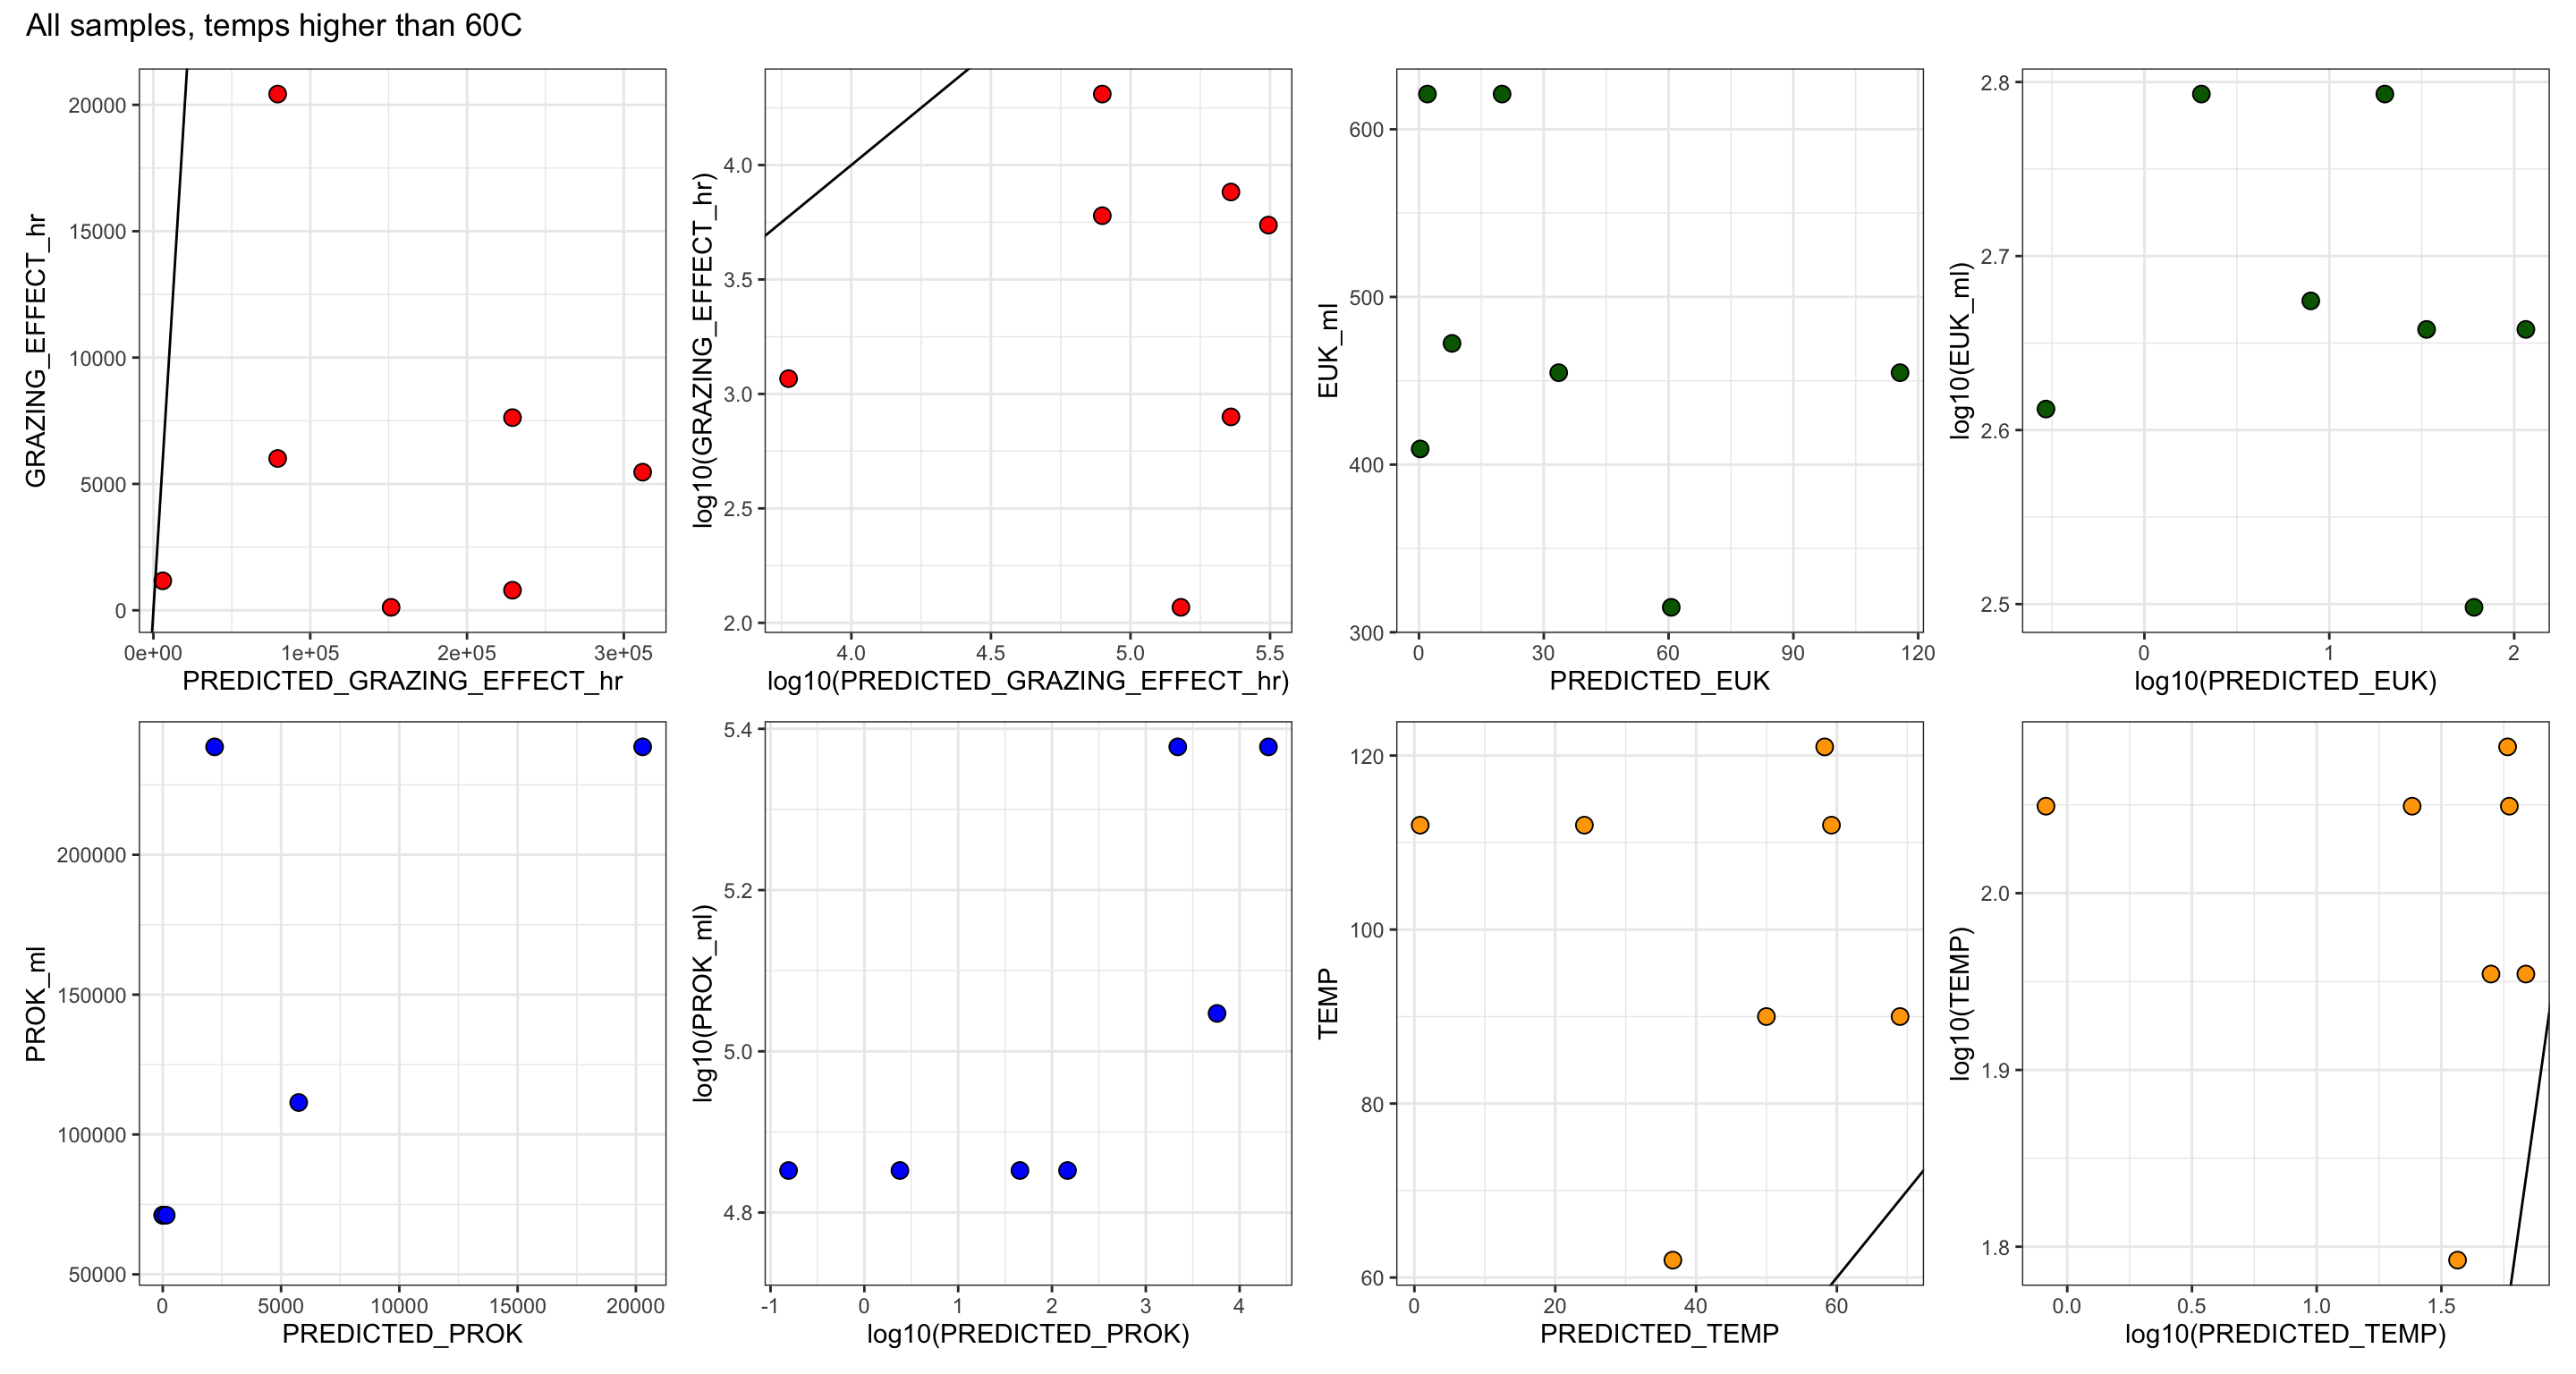 All samples, temps higher than 60C
GRAZING_EFFECT_hr
20000
15000
10000
5000
0
0e+00 1e+05 2e+05 3e+05
PREDICTED_GRAZING_EFFECT_hr
log10(GRAZING_EFFECT_hr)
4.0
3.5
3.0
2.5
2.0
4.0 4.5 5.0 5.5
log10(PREDICTED_GRAZING_EFFECT_hr)
EUK_ml
600
500
400
300
0 30 60 90 120
PREDICTED_EUK
log10(EUK_ml)
2.8
2.7
2.6
2.5
0 1 2
log10(PREDICTED_EUK)
PROK_ml
200000
150000
100000
50000
0 5000 10000 15000 20000
PREDICTED_PROK
log10(PROK_ml)
5.4
5.2
5.0
4.8
-1 0 1 2 3 4
log10(PREDICTED_PROK)
TEMP
120
100
80
60
0 20 40 60
PREDICTED_TEMP
log10(TEMP)
2.0
1.9
1.8
0.0 0.5 1.0 1.5
log10(PREDICTED_TEMP)